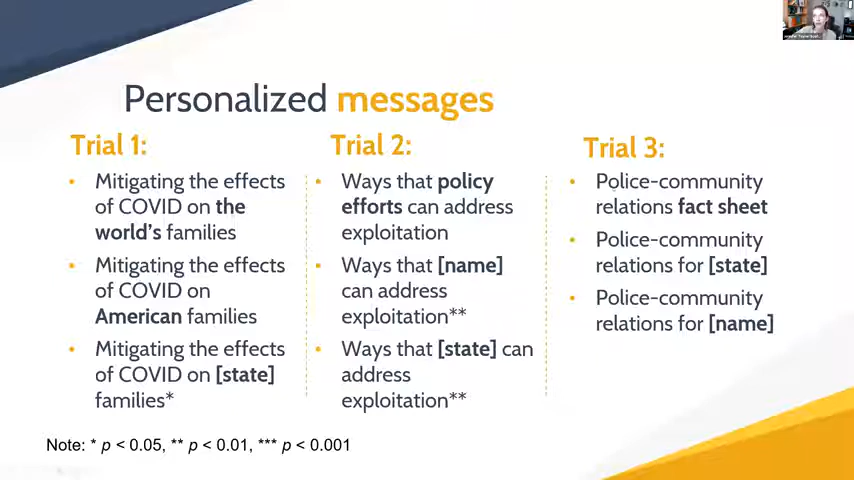 Personalized messages
Trial 1:
Mitigating the effects
of COVID on the
world's families
Mitigating the effects
of COVID on
American families
Mitigating the effects
of COVID on [state]
families*
Trial 2:
Ways that policy
efforts can address
exploitation
Ways that [name]
can address
exploitation**
Ways that [state] can
address
exploitation**
Trial 3:
Police-community
relations fact sheet
Police-community
relations for [state]
Police-community
relations for [name]
Note: * p < 0.05, ** p < 0.01, *** p < 0.001